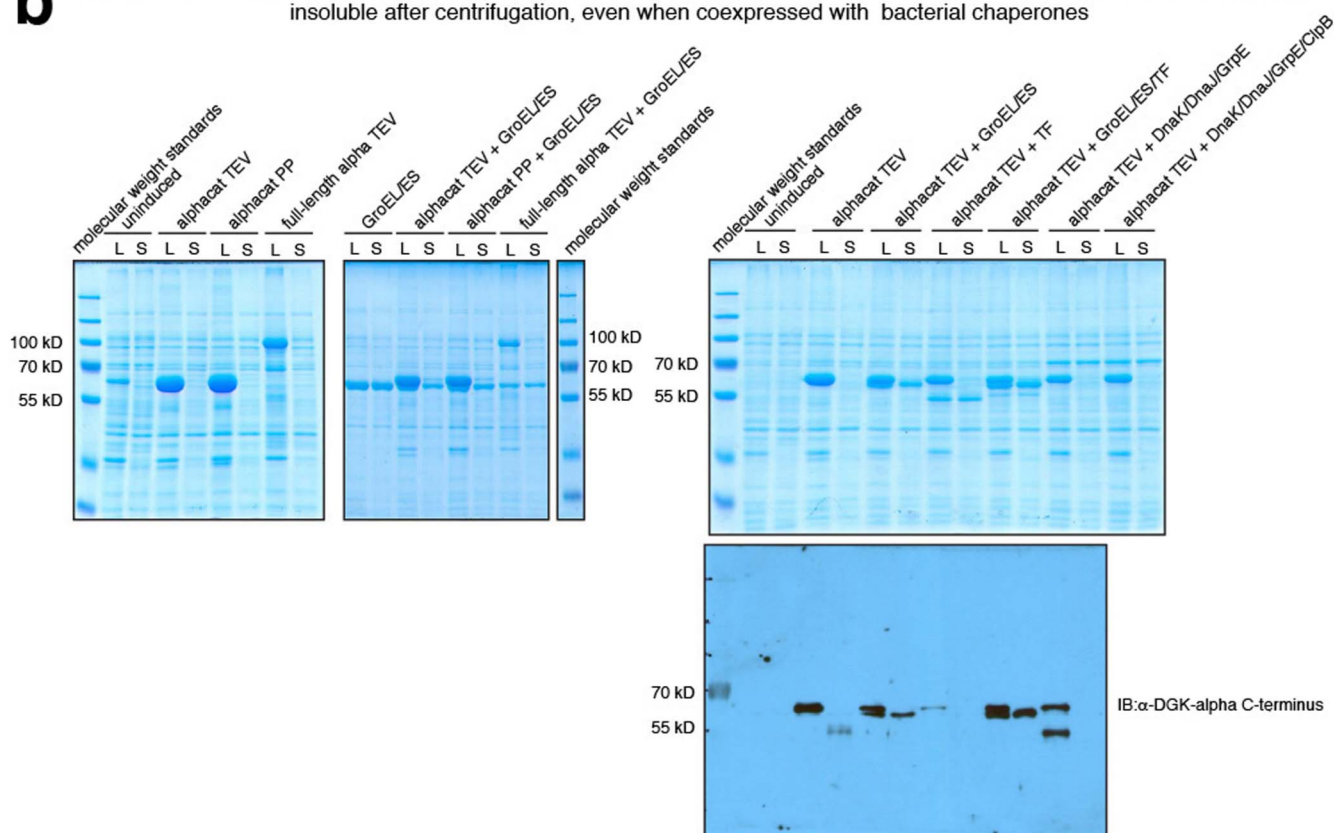 b
insoluble after centrifugation, even when coexpressed with bacterial chaperones
molecular weight standards
uninduced
alphacat TEV
alphacat PP
full-length alpha TEV
L S L S L S L S
100 kD
70 kD
55 kD
GroEL/ES
alphacat TEV + GroEL/ES
alphacat PP + GroEL/ES
full-length alpha TEV + GroEL/ES
molecular weight standards
L S L S L S L S
100 kD
70 kD
55 kD
molecular weight standards
uninduced
alphacat TEV
alphacat TEV + GroEL/ES
alphacat TEV + TF
alphacat TEV + GroEL/ES/TF
alphacat TEV + DnaK/DnaJ/GrpE
alphacat TEV + DnaK/DnaJ/GrpE/ClpB
L S L S L S L S L S L S L S
70 kD
55 kD
70 kD
55 kD
IB:α-DGK-alpha C-terminus